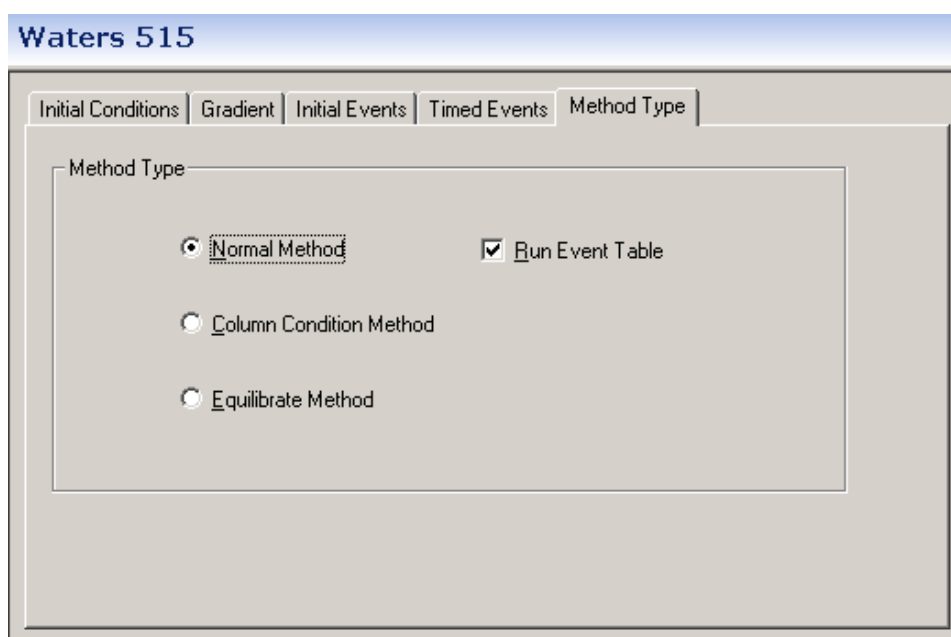 Waters 515
Initial Conditions Gradient Initial Events Timed Events Method Type
Method Type
Normal Method Run Event Table
Column Condition Method
Equilibrate Method